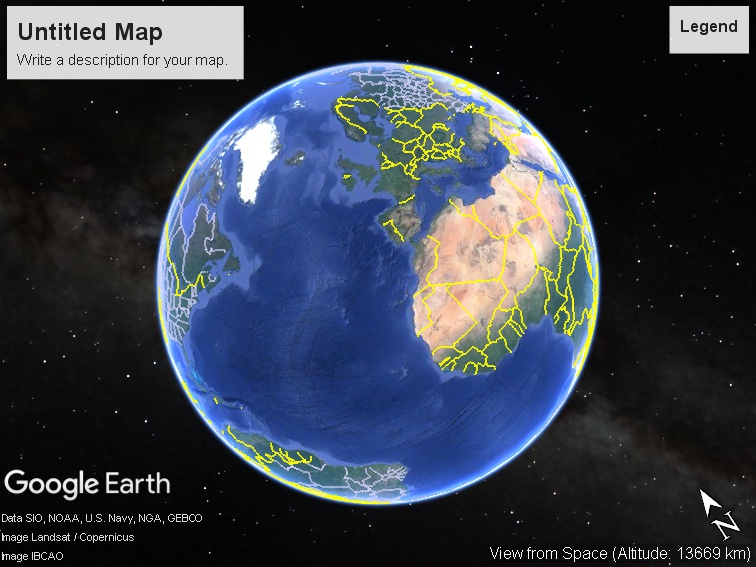 Untitled Map
Write a description for your map.
Legend
Google Earth
Data SIO, NOAA, U.S. Navy, NGA, GEBCO
Image Landsat / Copernicus
Image IBCAO
N
View from Space (Altitude: 13669 km)